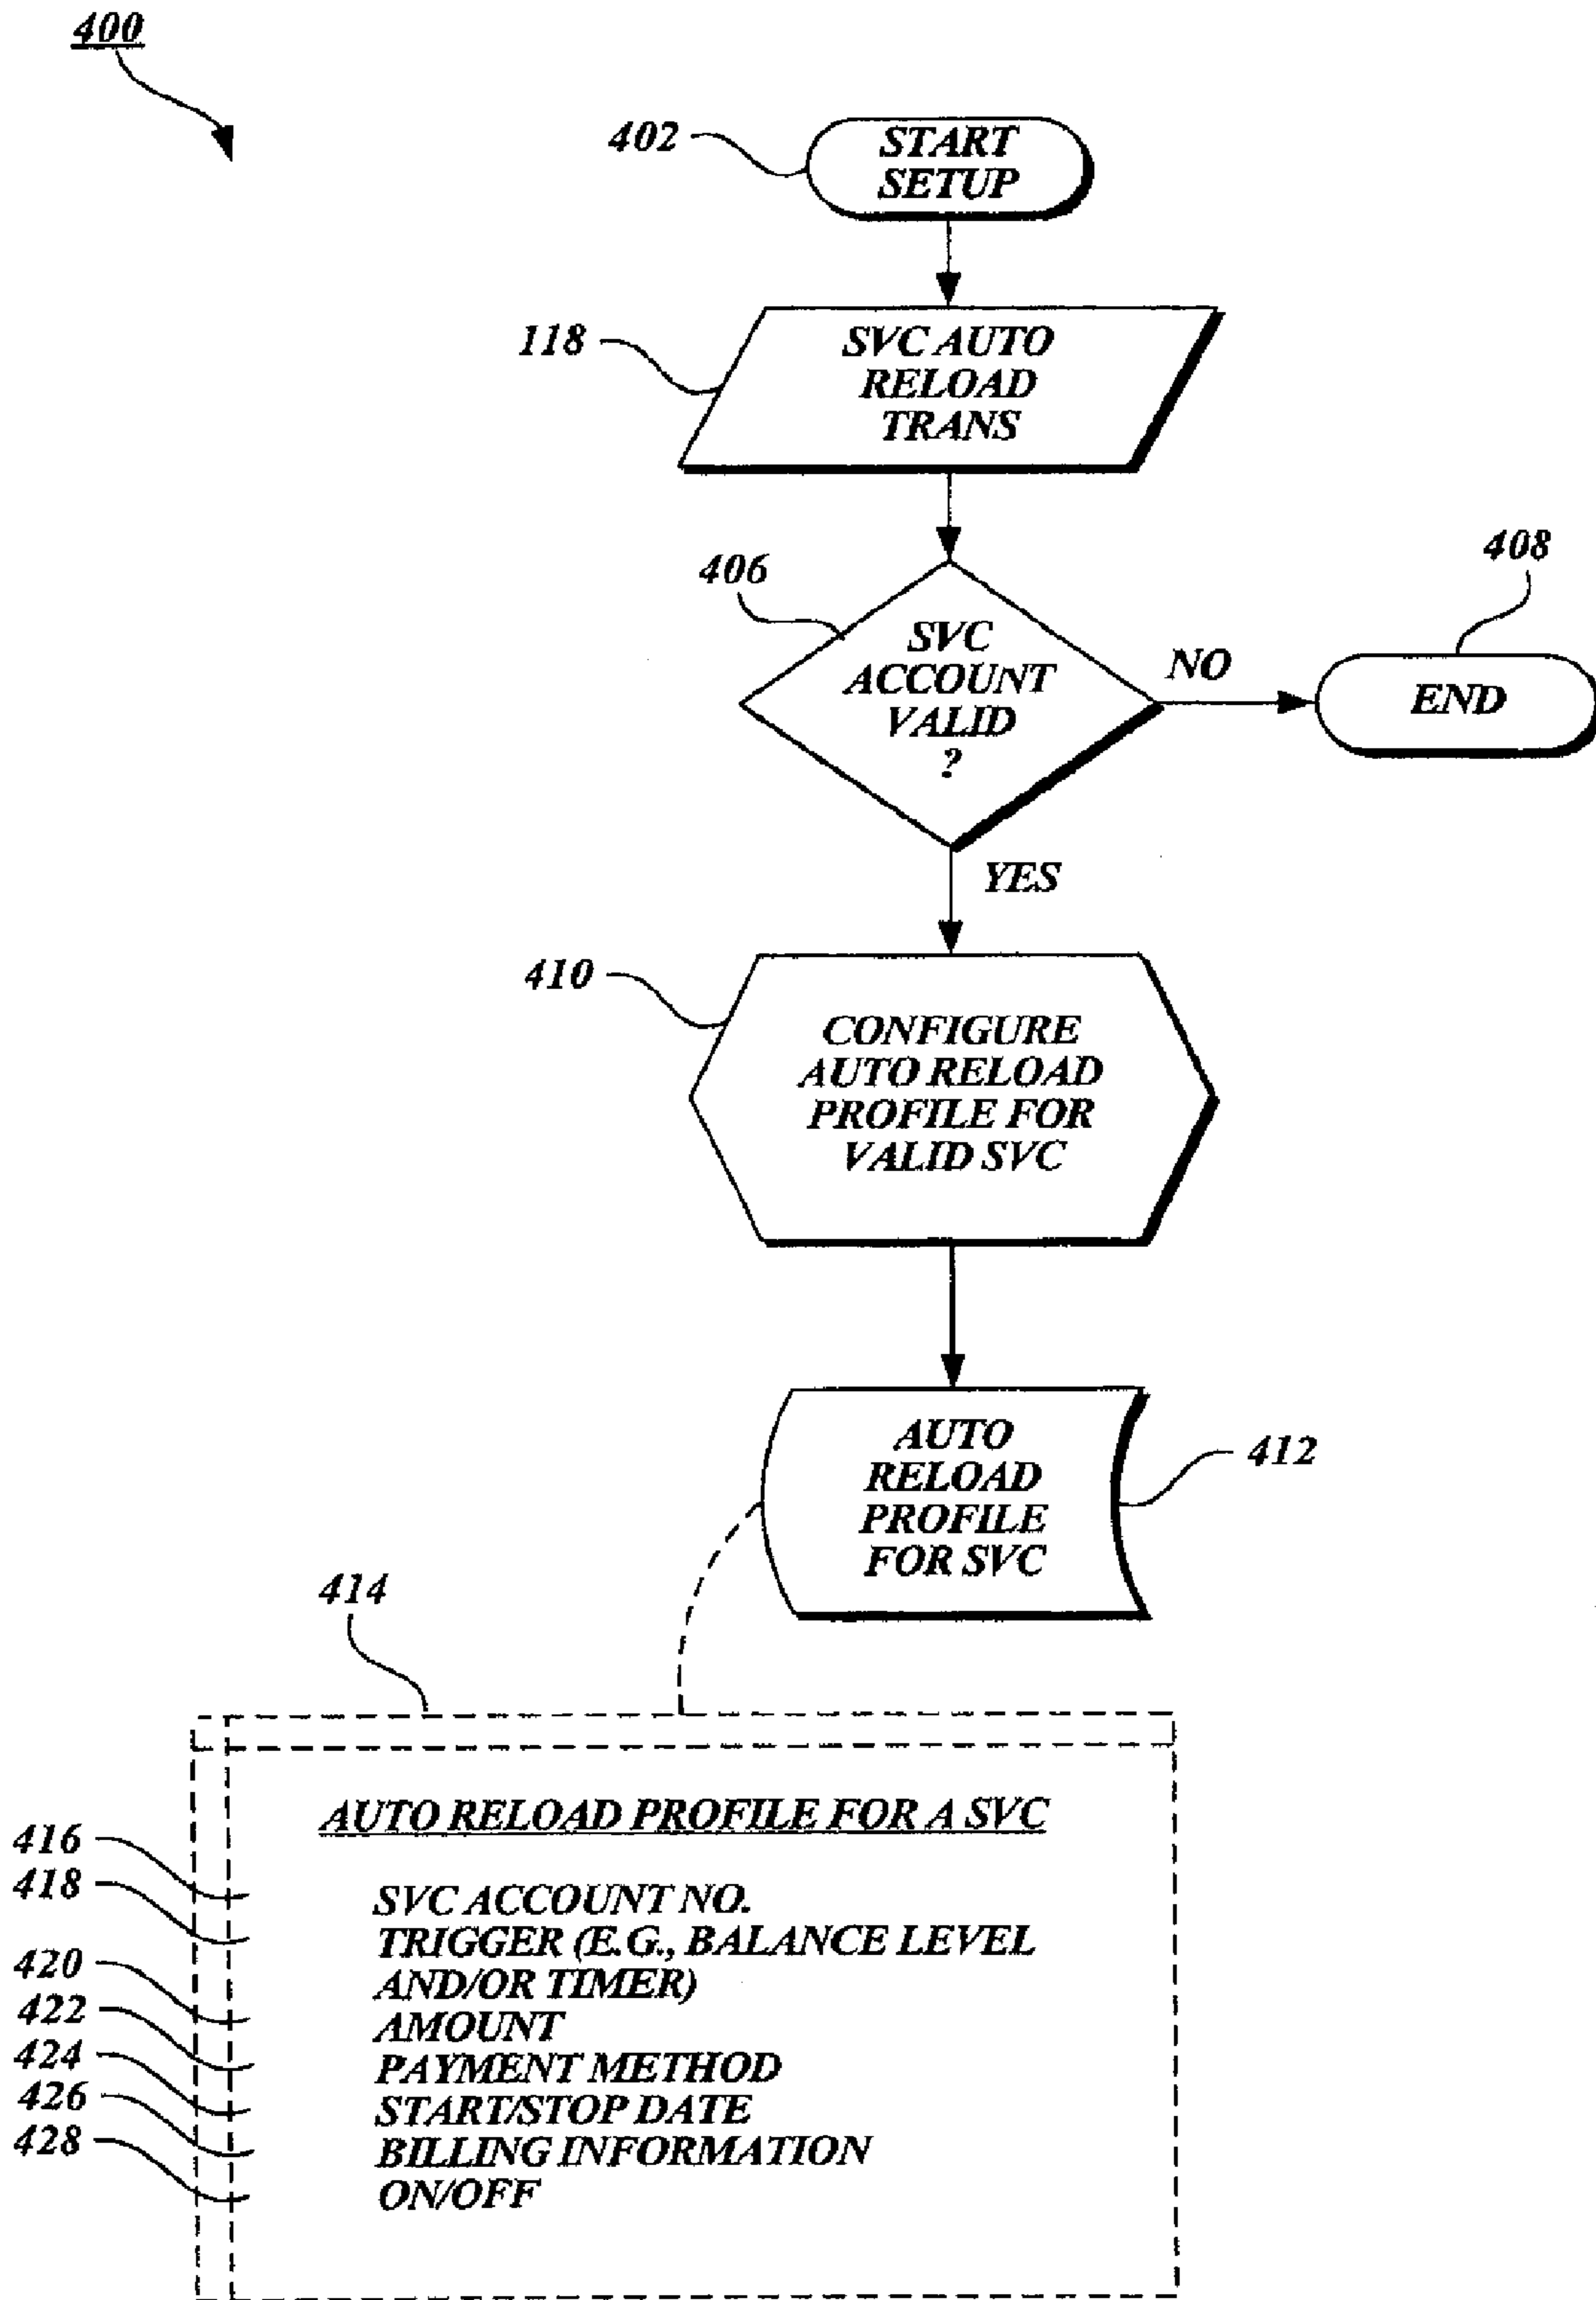 400
402
START
SETUP
118
SVC AUTO
RELOAD
TRANS
406
SVC
ACCOUNT
VALID
?
NO
408
END
YES
410
CONFIGURE
AUTO RELOAD
PROFILE FOR
VALID SVC
AUTO
RELOAD
PROFILE
FOR SVC
412
414
AUTO RELOAD PROFILE FOR A SVC
416
SVC ACCOUNT NO.
418
TRIGGER (E.G., BALANCE LEVEL
AND/OR TIMER)
420
AMOUNT
422
PAYMENT METHOD
424
START/STOP DATE
426
BILLING INFORMATION
428
ON/OFF